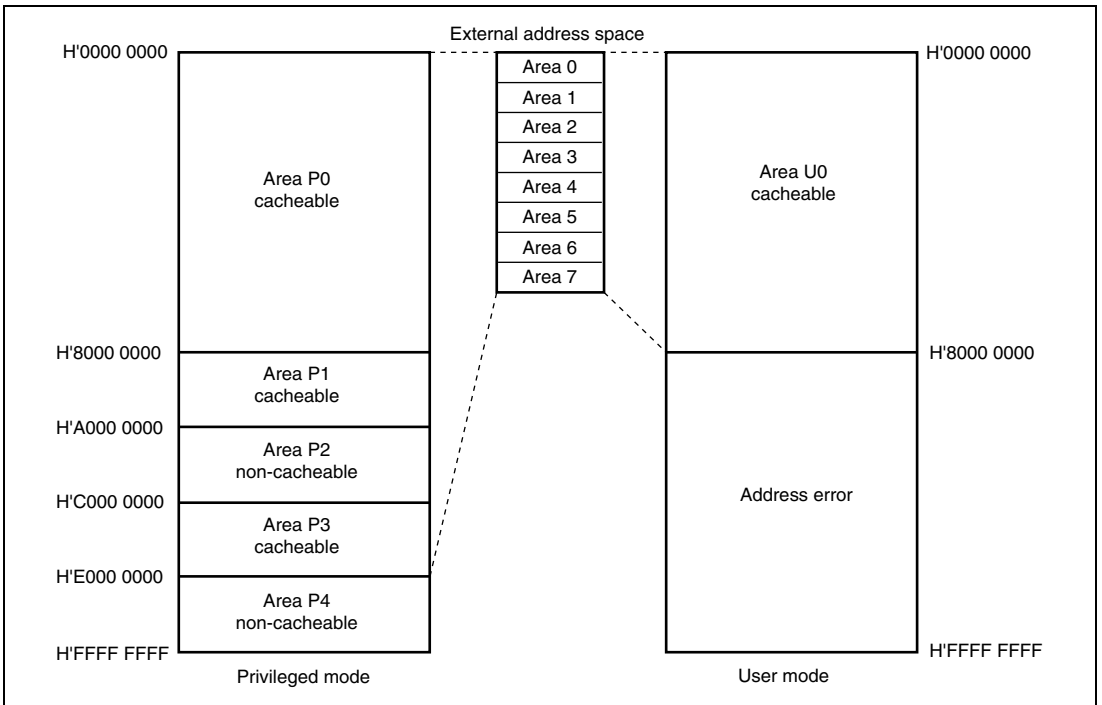 External address space
H'0000 0000
H'0000 0000
Area 0
Area 1
Area 2
Area 3
Area 4
Area 5
Area 6
Area 7
Area P0
cacheable
Area U0
cacheable
H'8000 0000
H'8000 0000
Area P1
cacheable
H'A000 0000
Area P2
non-cacheable
H'C000 0000
Area P3
cacheable
Address error
H'E000 0000
Area P4
non-cacheable
H'FFFF FFFF
H'FFFF FFFF
Privileged mode
User mode